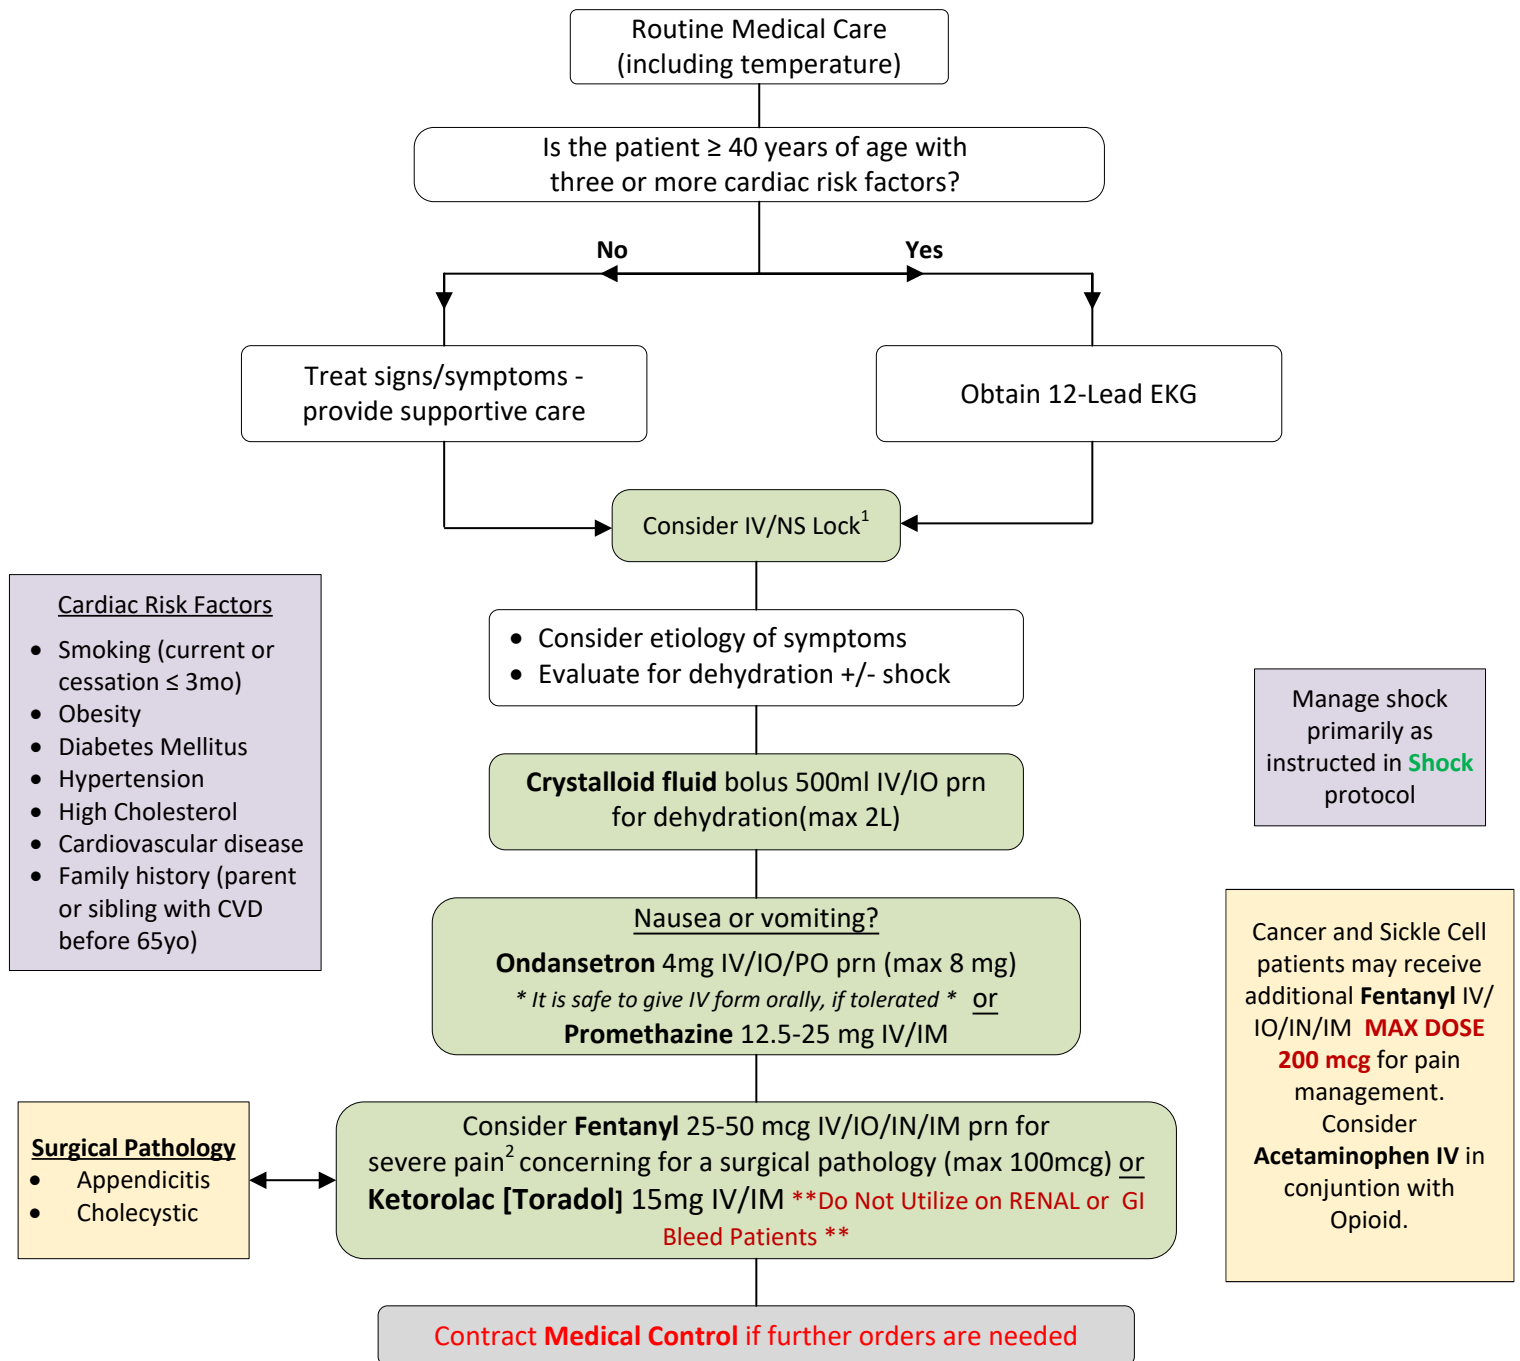 Routine Medical Care
(including temperature)
Is the patient ≥ 40 years of age with
three or more cardiac risk factors?
No
Yes
Treat signs/symptoms -
provide supportive care
Obtain 12-Lead EKG
Consider IV/NS Lock1
Cardiac Risk Factors
• Smoking (current or
cessation ≤ 3mo)
• Obesity
• Diabetes Mellitus
• Hypertension
• High Cholesterol
• Cardiovascular disease
• Family history (parent
or sibling with CVD
before 65yo)
• Consider etiology of symptoms
• Evaluate for dehydration +/- shock
Manage shock
primarily as
instructed in Shock
protocol
Crystalloid fluid bolus 500ml IV/IO prn
for dehydration(max 2L)
Nausea or vomiting?
Ondansetron 4mg IV/IO/PO prn (max 8 mg)
* It is safe to give IV form orally, if tolerated * or
Promethazine 12.5-25 mg IV/IM
Cancer and Sickle Cell
patients may receive
additional Fentanyl IV/
IO/IN/IM MAX DOSE
200 mcg for pain
management.
Consider
Acetaminophen IV in
conjuntion with
Opioid.
Surgical Pathology
• Appendicitis
• Cholecystic
Consider Fentanyl 25-50 mcg IV/IO/IN/IM prn for
severe pain2 concerning for a surgical pathology (max 100mcg) or
Ketorolac [Toradol] 15mg IV/IM **Do Not Utilize on RENAL or GI
Bleed Patients **
Contract Medical Control if further orders are needed